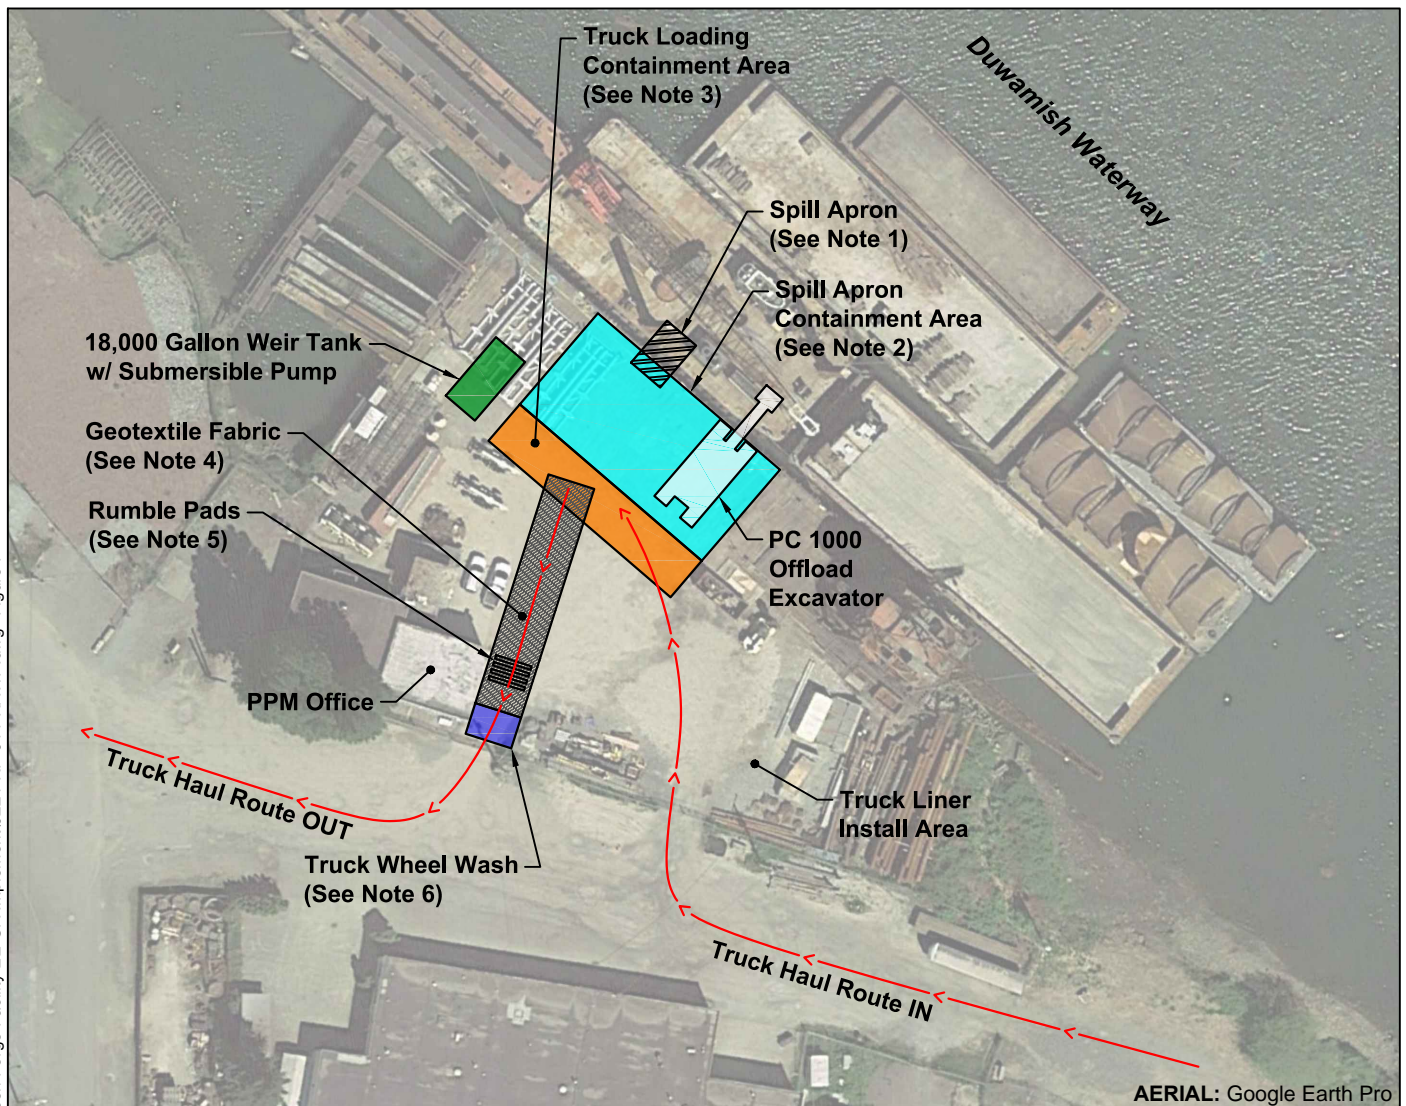 Truck Loading
Containment Area
(See Note 3)
Duwamish Waterway
Spill Apron
(See Note 1)
Spill Apron
Containment Area
(See Note 2)
18,000 Gallon Weir Tank
w/ Submersible Pump
Geotextile Fabric
(See Note 4)
Rumble Pads
(See Note 5)
PC 1000
Offload
Excavator
PPM Office
Truck Haul Route OUT
Truck Liner
Install Area
Truck Wheel Wash
(See Note 6)
Truck Haul Route IN
AERIAL: Google Earth Pro